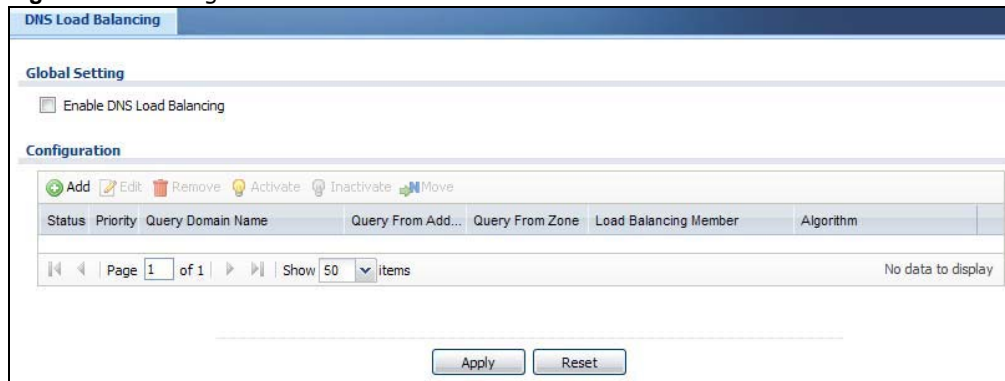 DNS Load Balancing
Global Setting
Enable DNS Load Balancing
Configuration
Add Edit Remove Activate Inactivate Move
Status Priority Query Domain Name Query From Add... Query From Zone Load Balancing Member Algorithm
Page 1 of 1 Show 50 items No data to display
Apply Reset